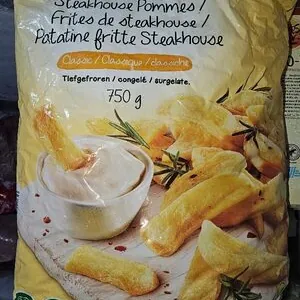 Steakhouse Pommes /
Frites de steakhouse /
Patatine fritte Steakhouse
Classic / Classique / classiche
Tiefgefroren / congelé / surgelate.
750 g